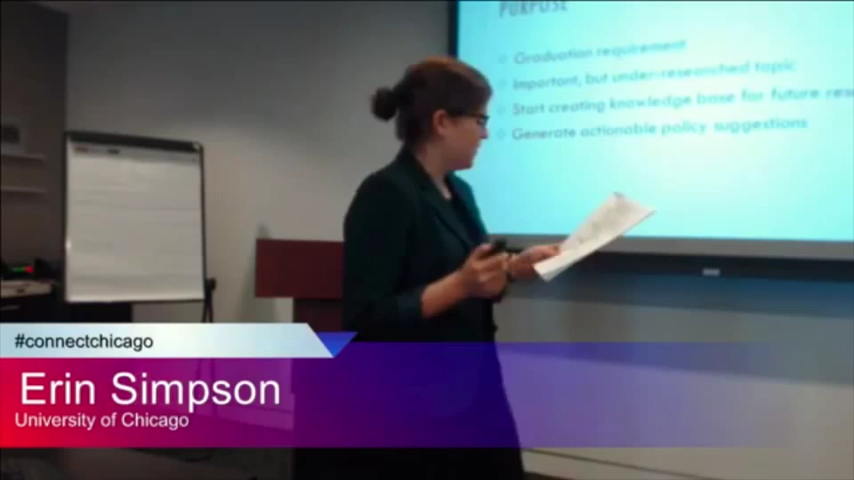 PURPOSE
Graduation requirement
Important, but under-researched topic
Start creating knowledge base for future
Generate actionable policy suggestions
#connectchicago
Erin Simpson
University of Chicago